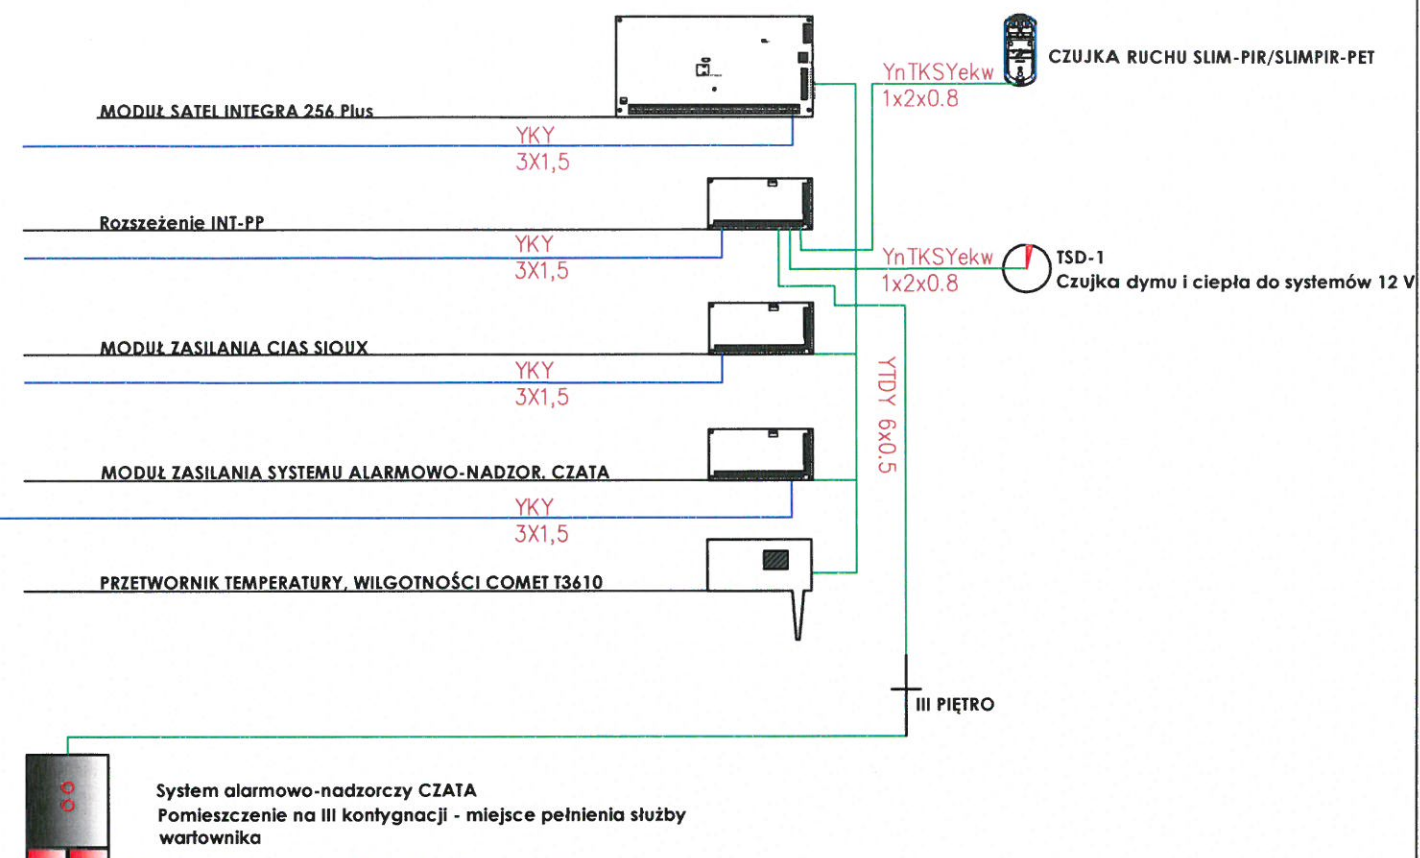 CZUJKA RUCHU SLIM-PIR/SLIMPIR-PET
YnTKSYekw
1x2x0.8
MODUŁ SATEL INTEGRA 256 Plus
YKY
3X1,5
Rozszeżenie INT-PP
YKY
3X1,5
YnTKSYekw
1x2x0.8
TSD-1
Czujka dymu i ciepła do systemów 12 V
MODUŁ ZASILANIA CIAS SIOUX
YKY
3X1,5
YTDY 6x0.5
MODUŁ ZASILANIA SYSTEMU ALARMOWO-NADZOR. CZATA
YKY
3X1,5
PRZETWORNIK TEMPERATURY, WILGOTNOŚCI COMET T3610
III PIĘTRO
System alarmowo-nadzorczy CZATA
Pomieszczenie na III kontygnacji - miejsce pełnienia służby
wartownika